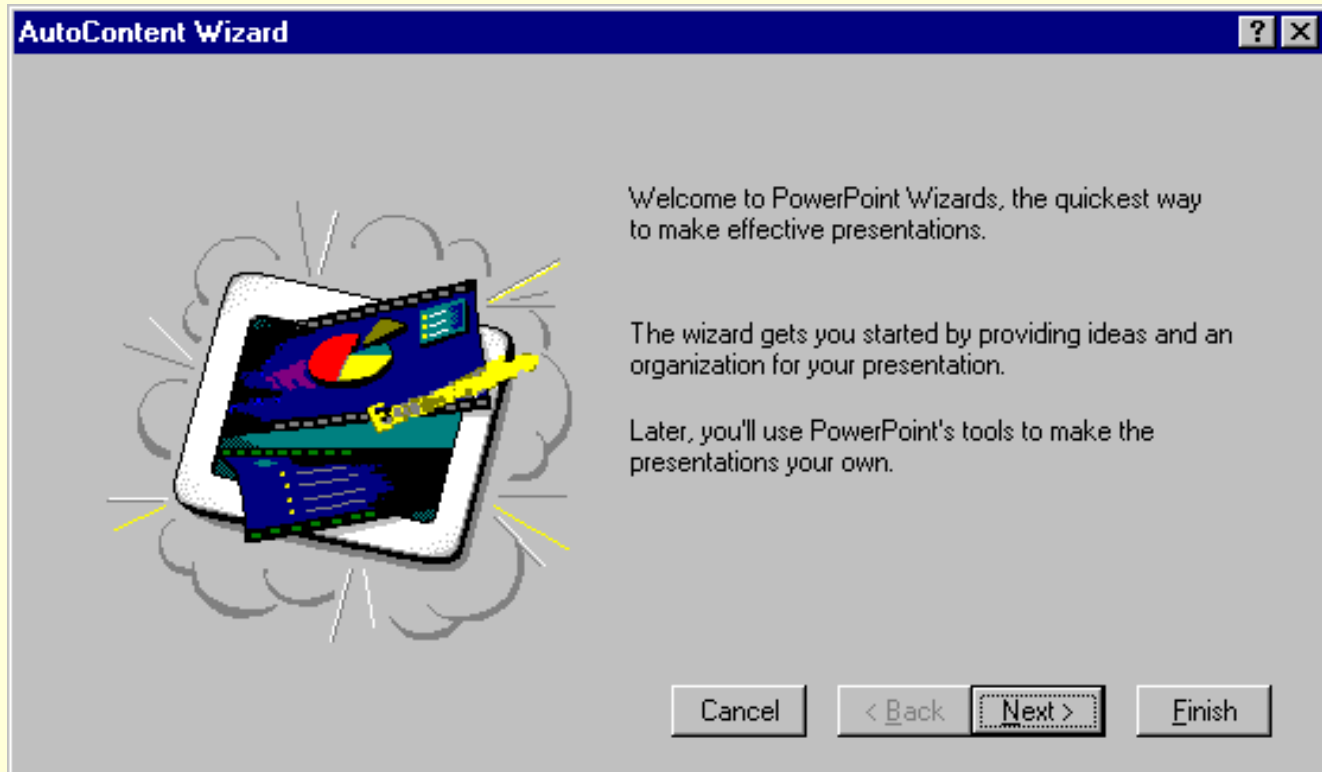 AutoContent Wizard
Welcome to PowerPoint Wizards, the quickest way
to make effective presentations.
The wizard gets you started by providing ideas and an
organization for your presentation.
Later, you'll use PowerPoint's tools to make the
presentations your own.
Cancel
< Back
Next >
Finish